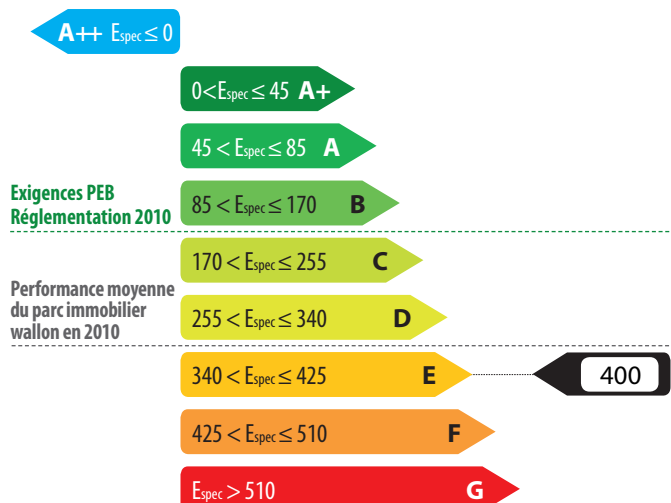 A++ Espec ≤ 0
0<Espec ≤ 45 A+
45 < Espec ≤ 85 A
Exigences PEB
Réglementation 2010
85 < Espec ≤ 170 B
170 < Espec ≤ 255 C
Performance moyenne
du parc immobilier
wallon en 2010
255 < Espec ≤ 340 D
340 < Espec ≤ 425 E
400
425 < Espec ≤ 510 F
Espec > 510 G